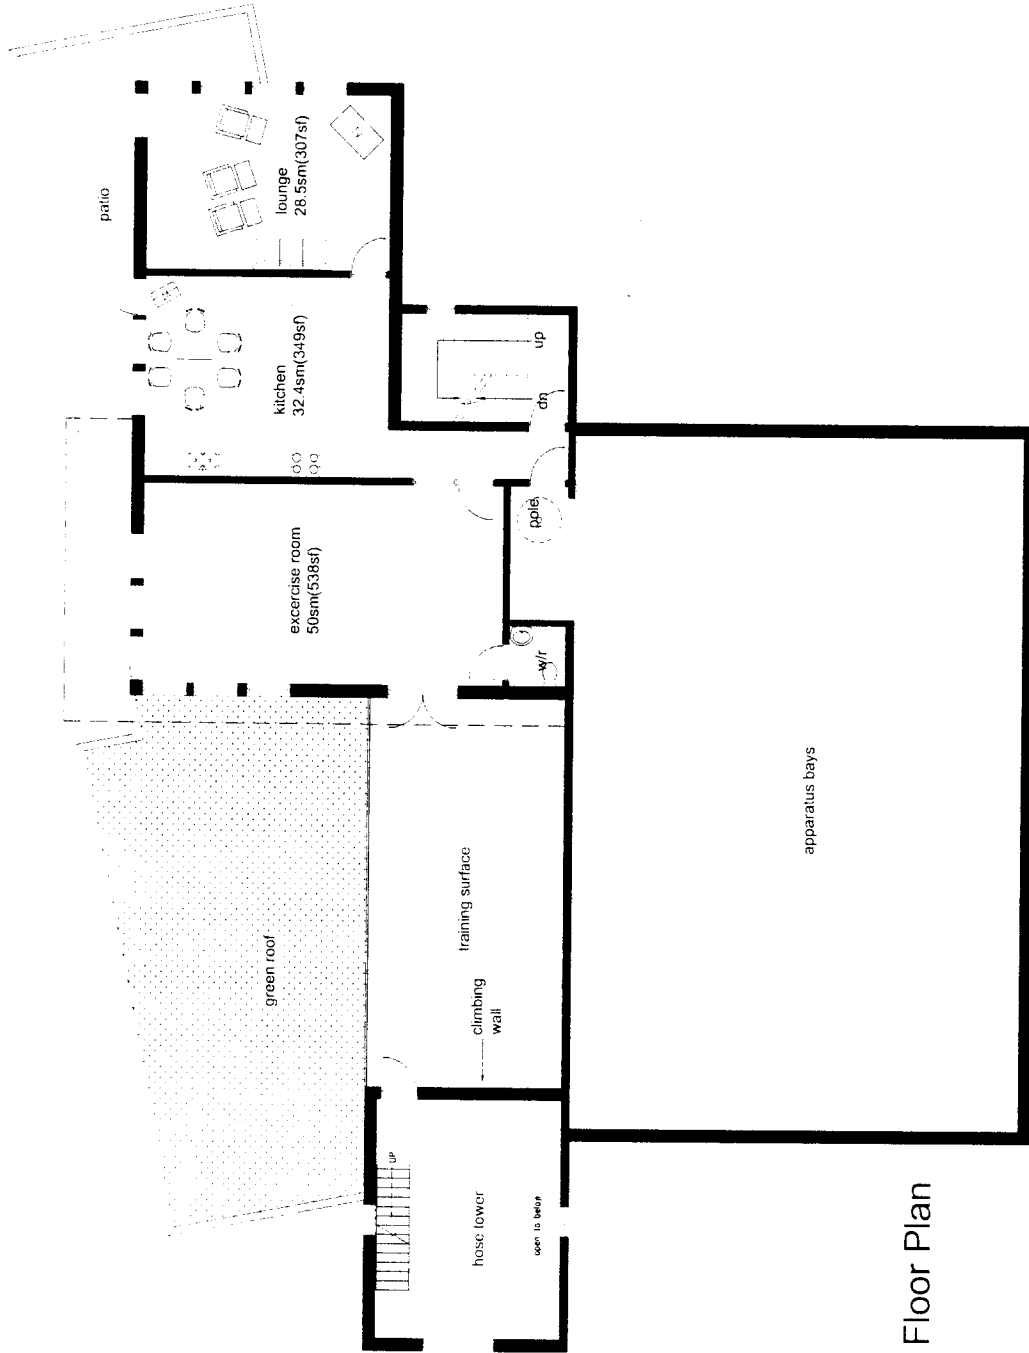 patio
lounge
28.5sm(307sf)
kitchen
32.4sm(349sf)
up
dn
excercise room
50sm(538sf)
pole
w/r
green roof
training surface
climbing
wall
apparatus bays
UP
hose tower
open to below
Floor Plan